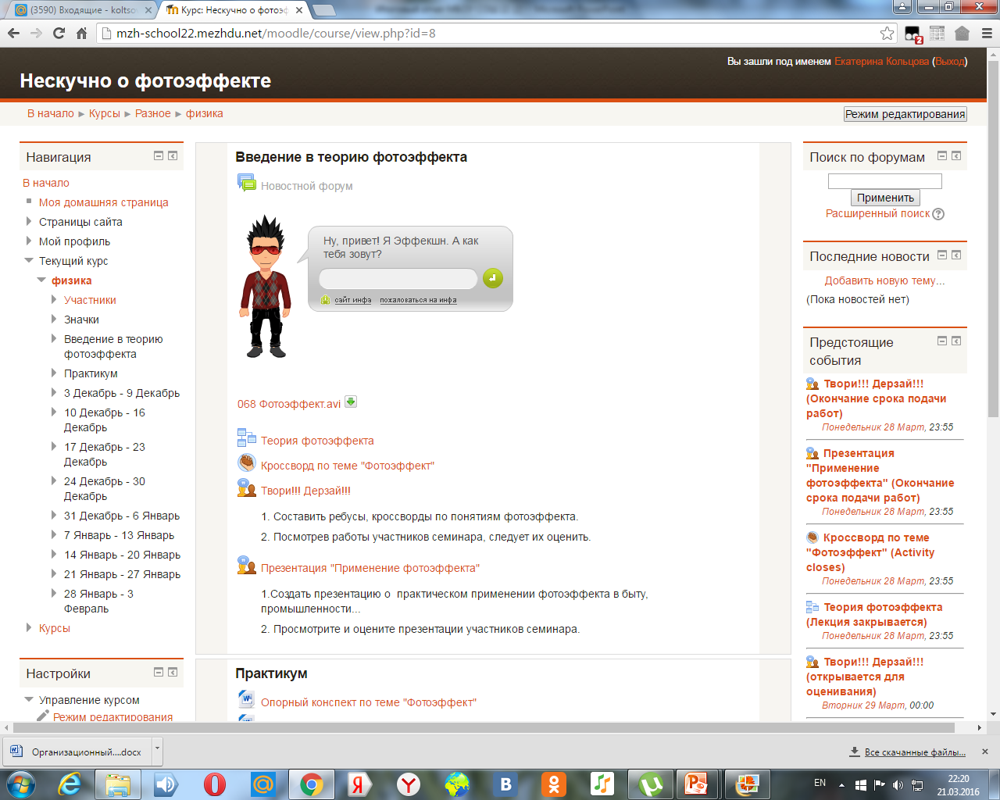 (3590) Входящие - koltso
Курс: Нескучно о фотоэф
mzh-school22.mezhdu.net/moodle/course/view.php?id=8
2
Вы зашли под именем Екатерина Кольцова (Выход)
Нескучно о фотоэффекте
В начало ► Курсы ► Разное ► физика
Режим редактирования
Навигация
В начало
Моя домашняя страница
Страницы сайта
Мой профиль
Текущий курс
физика
Участники
Значки
Введение в теорию
фотоэффекта
Практикум
3 Декабрь - 9 Декабрь
10 Декабрь - 16
Декабрь
17 Декабрь - 23
Декабрь
24 Декабрь - 30
Декабрь
31 Декабрь - 6 Январь
7 Январь - 13 Январь
14 Январь - 20 Январь
21 Январь - 27 Январь
28 Январь - 3
Февраль
Курсы
Настройки
Управление курсом
Режим редактирования
Введение в теорию фотоэффекта
Новостной форум
Ну, привет! Я Эффекшн. А как
тебя зовут?
сайт инфа пожаловаться на инфа
068 Фотоэффект.avi
Теория фотоэффекта
Кроссворд по теме "Фотоэффект"
Твори!!! Дерзай!!!
1. Составить ребусы, кроссворды по понятиям фотоэффекта.
2. Посмотрев работы участников семинара, следует их оценить.
Презентация "Применение фотоэффекта"
1.Создать презентацию о практическом применении фотоэффекта в быту,
промышленности...
2. Просмотрите и оцените презентации участников семинара.
Практикум
Опорный конспект по теме "Фотоэффект"
Поиск по форумам
Применить
Расширенный поиск
Последние новости
Добавить новую тему...
(Пока новостей нет)
Предстоящие
события
Твори!!! Дерзай!!!
(Окончание срока подачи
работ)
Понедельник 28 Март, 23:55
Презентация
"Применение
фотоэффекта" (Окончание
срока подачи работ)
Понедельник 28 Март, 23:55
Кроссворд по теме
"Фотоэффект" (Activity
closes)
Понедельник 28 Март, 23:55
Теория фотоэффекта
(Лекция закрывается)
Понедельник 28 Март, 23:55
Твори!!! Дерзай!!!
(открывается для
оценивания)
Вторник 29 Март, 00:00
Организационный....docx
Все скачанные файлы...
EN
22:20
21.03.2016